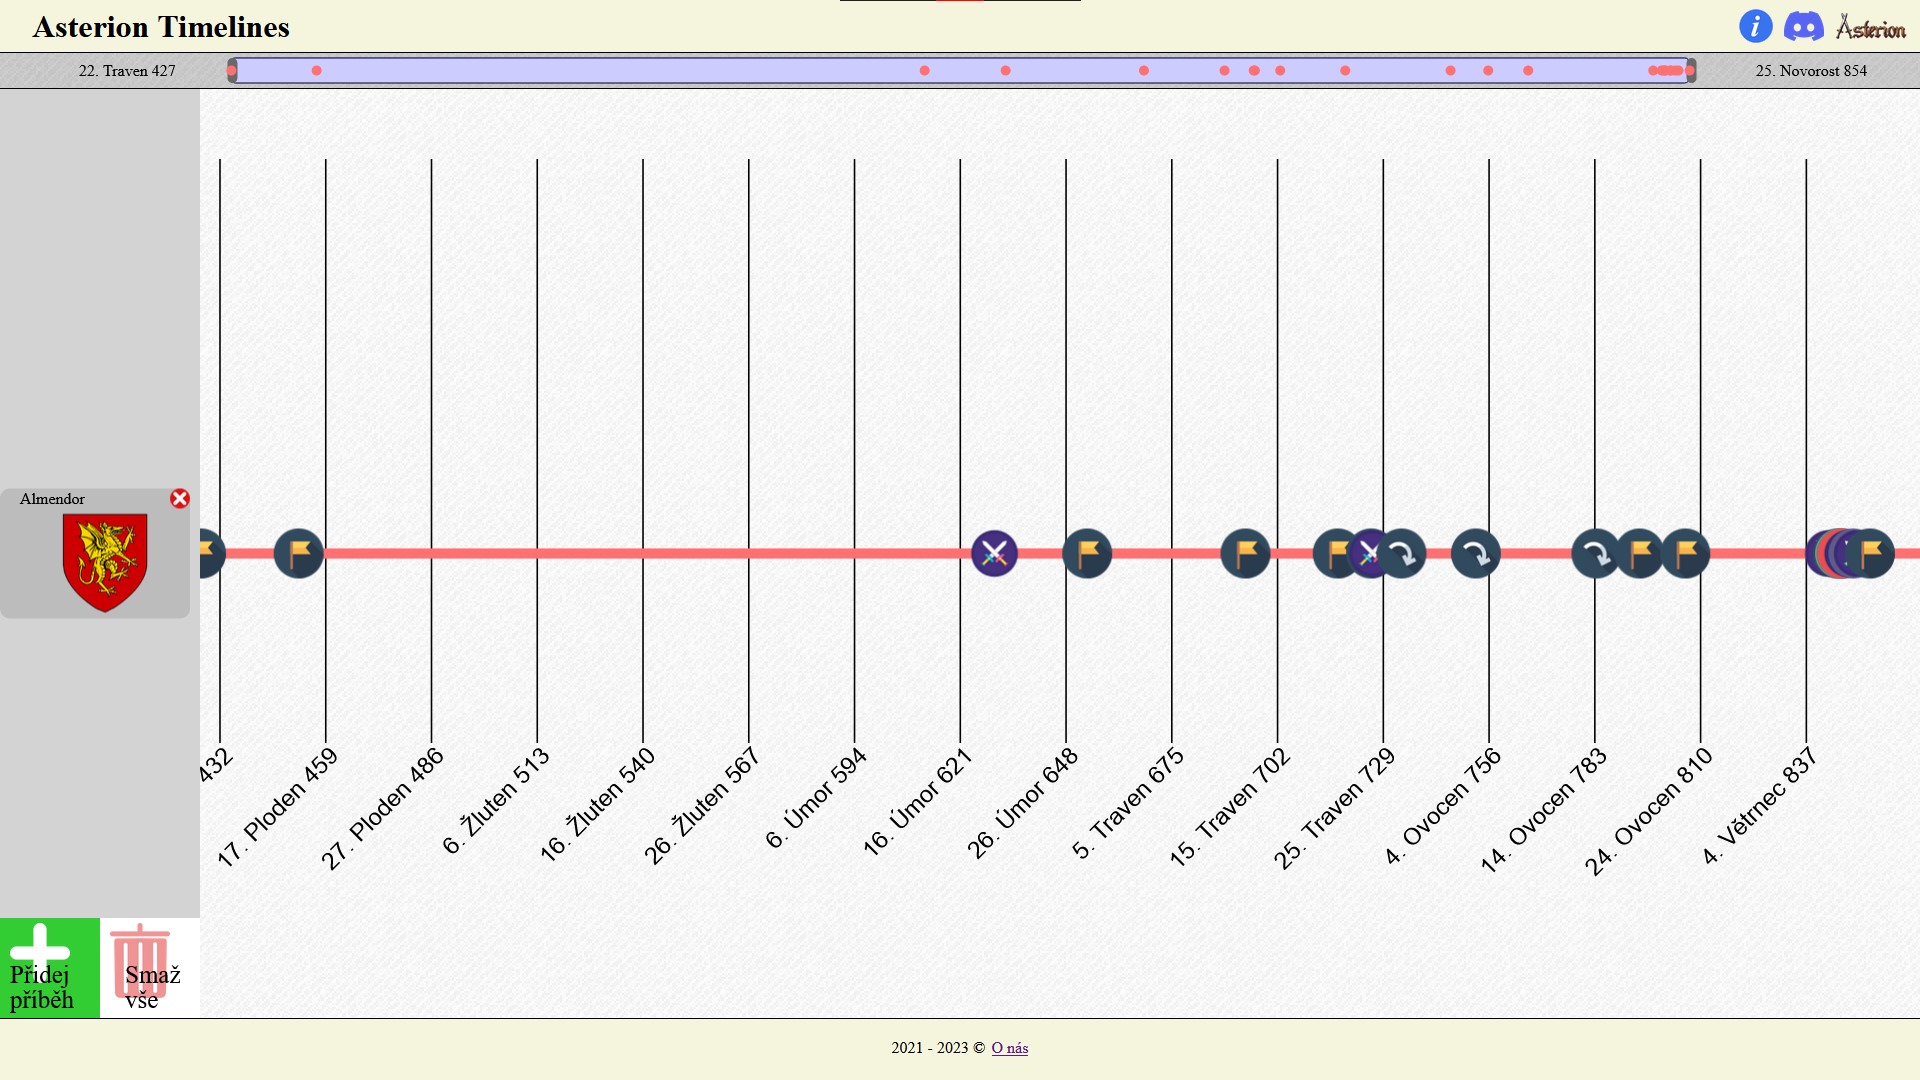 Asterion Timelines
i
Asterion
22. Traven 427
25. Novorost 854
Almendor
432
17. Ploden 459
27. Ploden 486
6. Žluten 513
16. Žluten 540
26. Žluten 567
6. Úmor 594
16. Úmor 621
26. Úmor 648
5. Traven 675
15. Traven 702
25. Traven 729
4. Ovocen 756
14. Ovocen 783
24. Ovocen 810
4. Větrnec 837
Přidej
příběh
Smaž
vše
2021 - 2023 © O nás